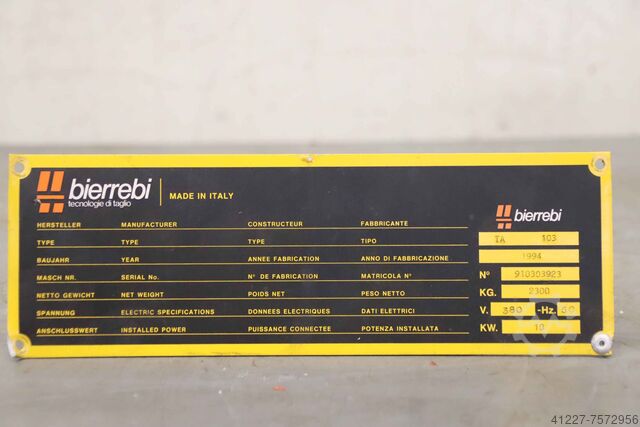 bierrebi
tecnologie di taglio
MADE IN ITALY
HERSTELLER MANUFACTURER CONSTRUCTEUR FABBRICANTE bierrebi
TYPE TYPE TYPE TIPO TA 103
BAUJAHR YEAR ANNEE FABRICATION ANNO DI FABBRICAZIONE 1994
MASCH NR. SERIAL No. N° DE FABRICATION MATRICOLA N° N° 910303923
NETTO GEWICHT NET WEIGHT POIDS NET PESO NETTO KG. 2300
SPANNUNG ELECTRIC SPECIFICATIONS DONNEES ELECTRIQUES DATI ELETTRICI V. 380 -Hz. 50
ANSCHLUSSWERT INSTALLED POWER PUISSANCE CONNECTEE POTENZA INSTALLATA KW. 10
41227-7572956